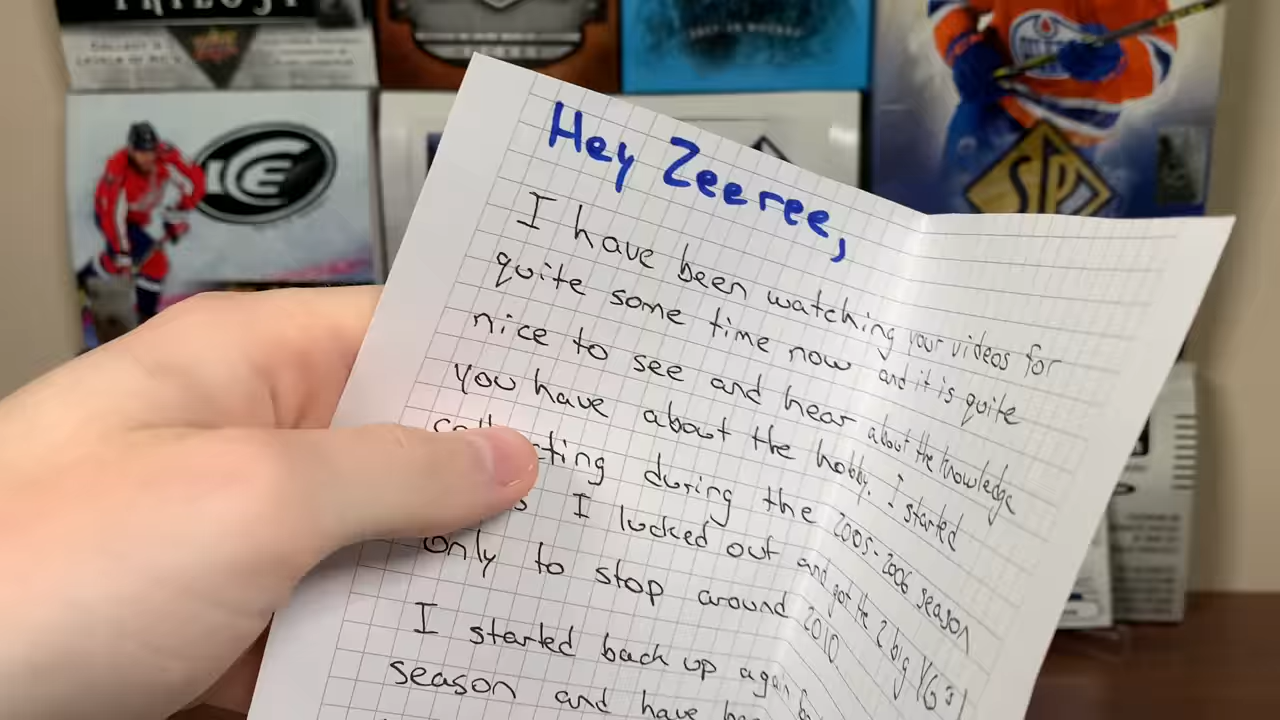 TRILOGY
ICE
OILERS
SP
Hey Zeeree,
I have been watching your videos for
quite some time now and it is quite
nice to see and hear about the knowledge
you have about the hobby. I started
during the 2005-2006 season
I lucked out and got the 2 big YG's!
only to stop around 2010
I started back up again
season and have